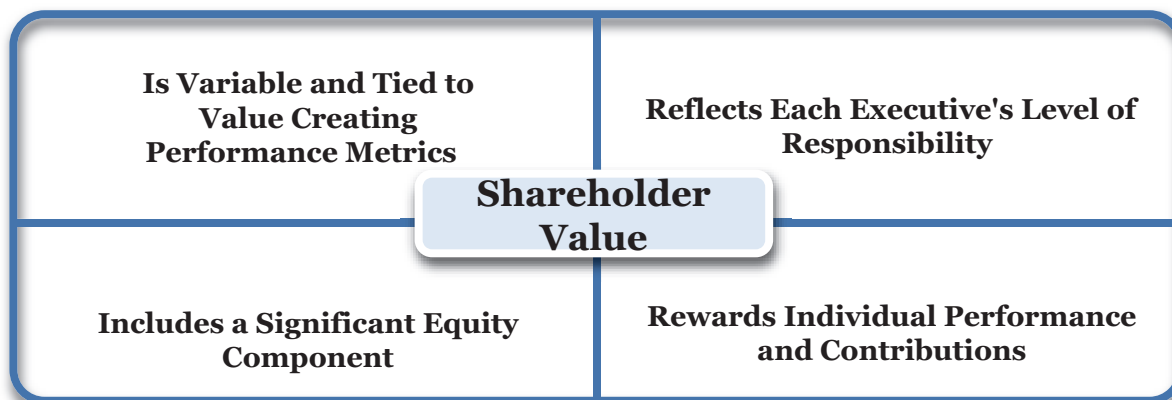 Is Variable and Tied to
Value Creating
Performance Metrics
Reflects Each Executive's Level of
Responsibility
Shareholder
Value
Includes a Significant Equity
Component
Rewards Individual Performance
and Contributions